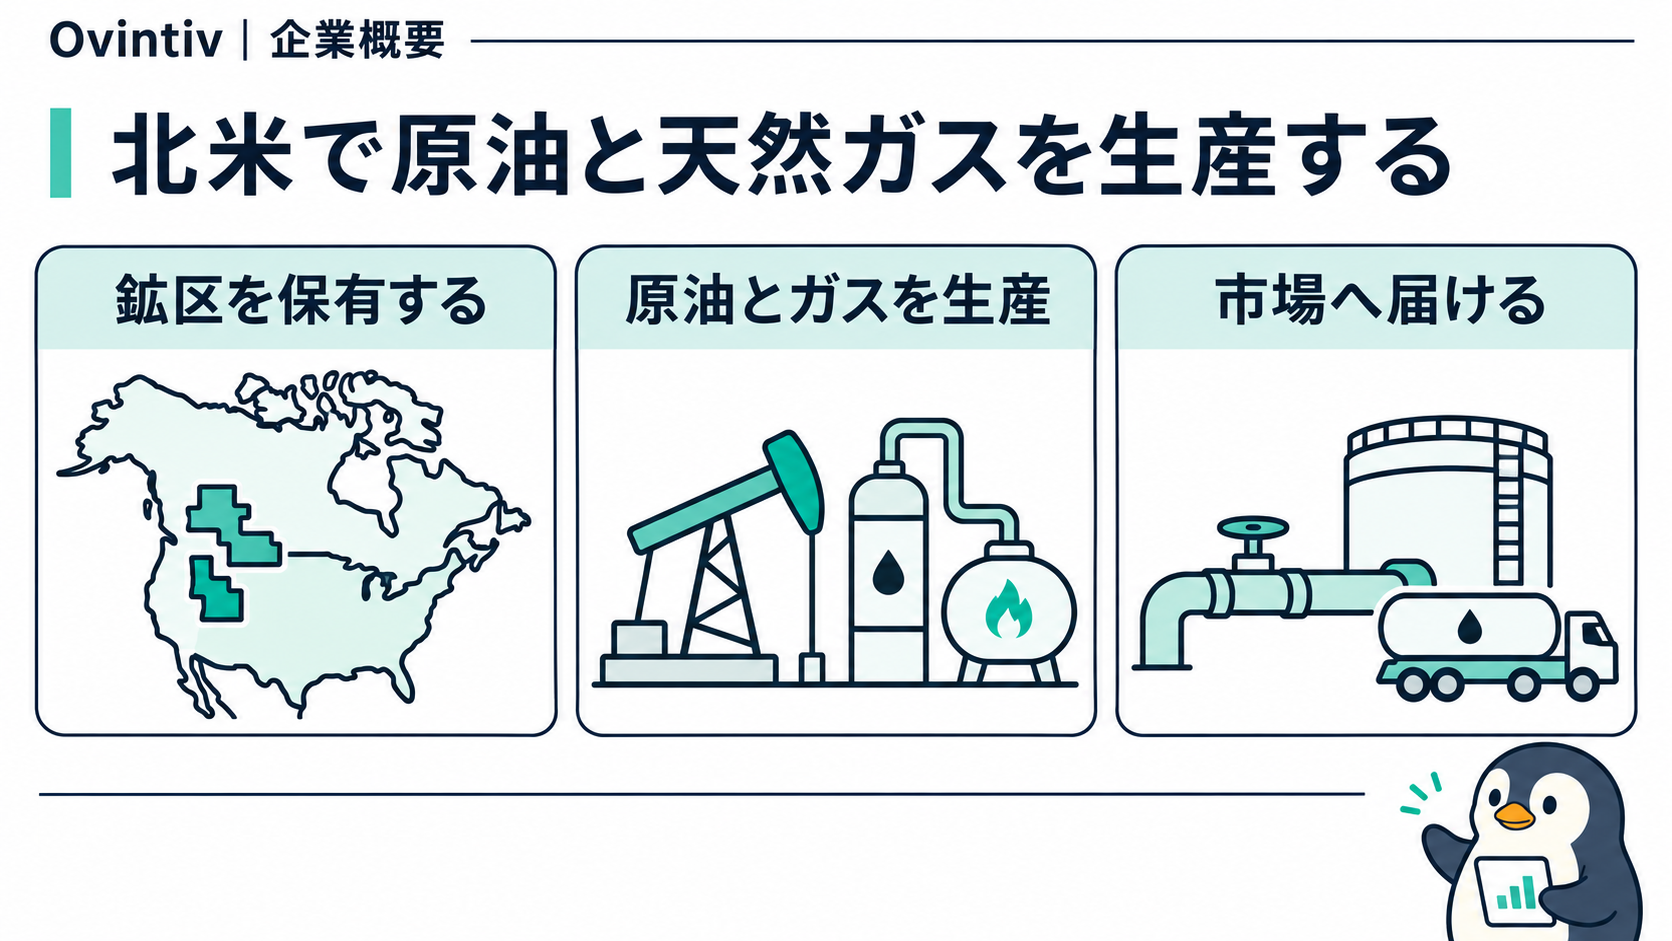 Ovintiv｜企業概要
北米で原油と天然ガスを生産する
鉱区を保有する
原油とガスを生産
市場へ届ける